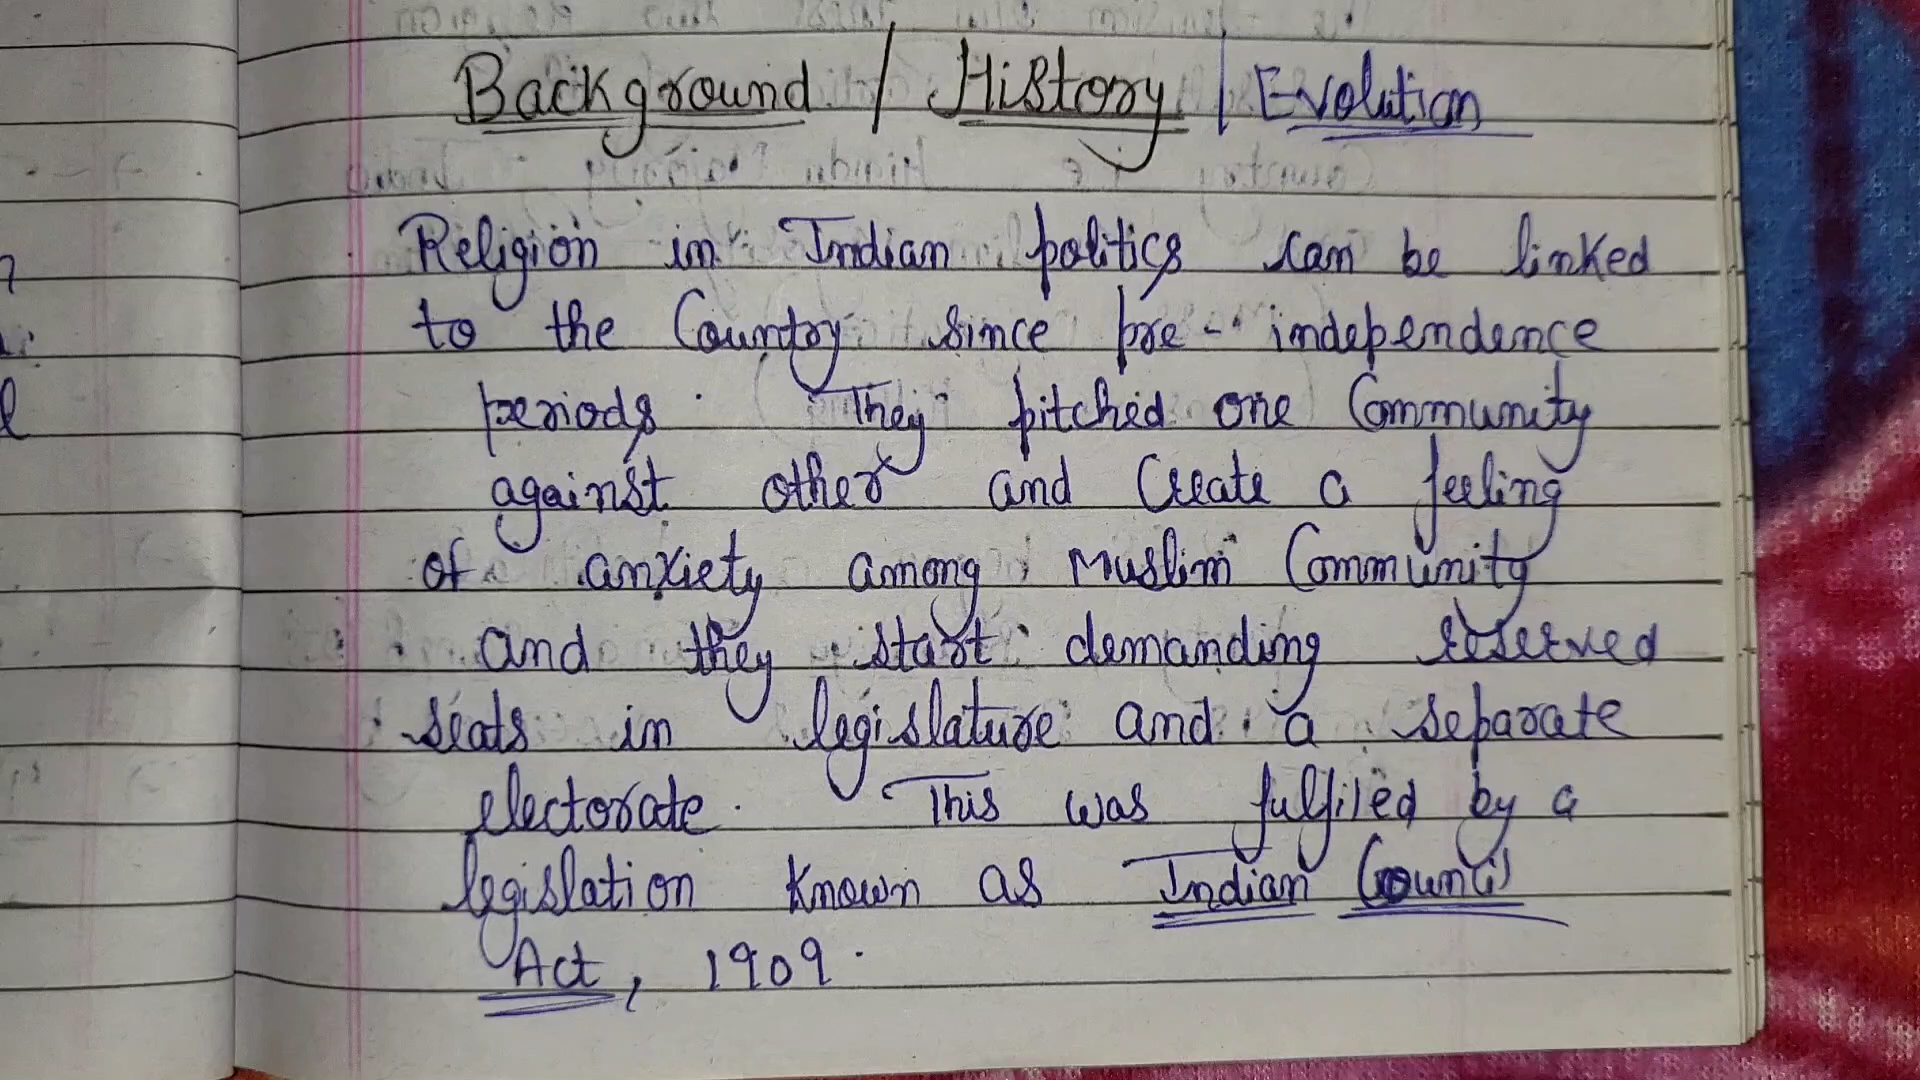 Background / History / Evolution
Religion in Indian politics can be linked
to the Country since pre - independence
periods. They pitched one Community
against other and Create a feeling
of anxiety among Muslim Community
and they start demanding reserved
seats in legislature and a separate
electorate. This was fulfiled by a
legislation known as Indian Council
Act, 1909.